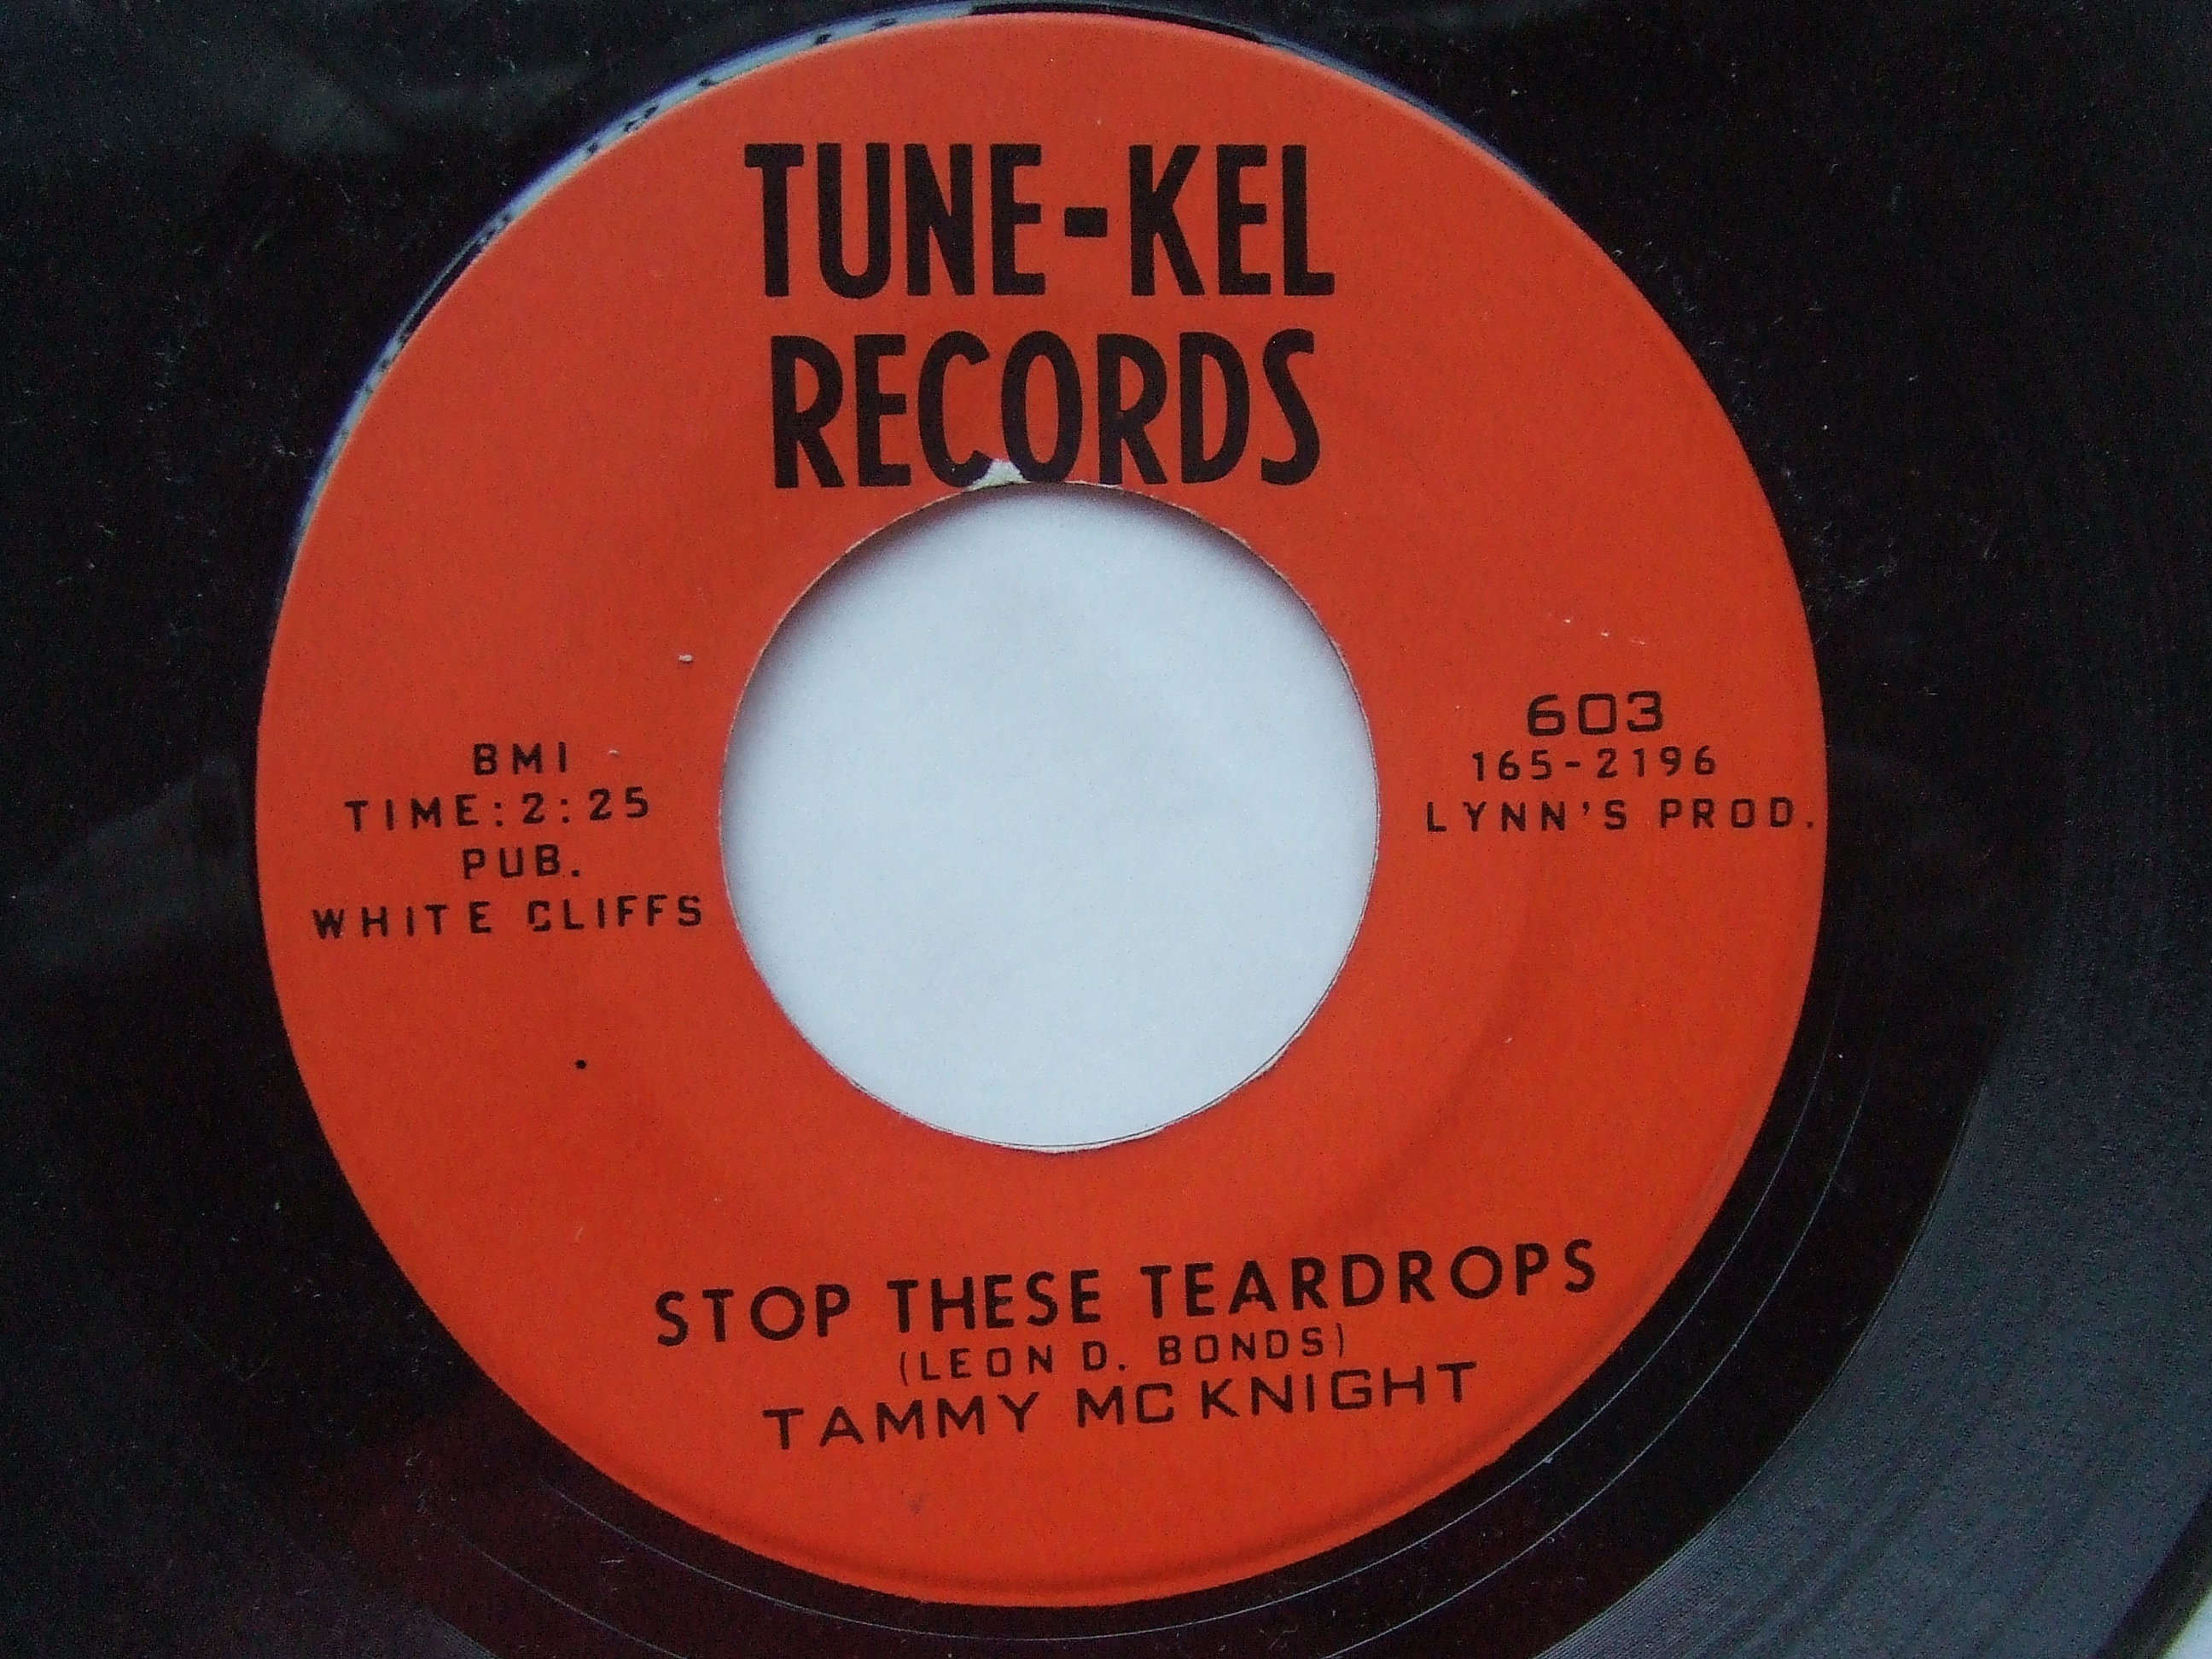 TUNE-KEL
RECORDS
BMI
TIME:2:25
PUB.
WHITE CLIFFS
603
165-2196
LYNN'S PROD.
STOP THESE TEARDROPS
(LEON D. BONDS)
TAMMY MC KNIGHT